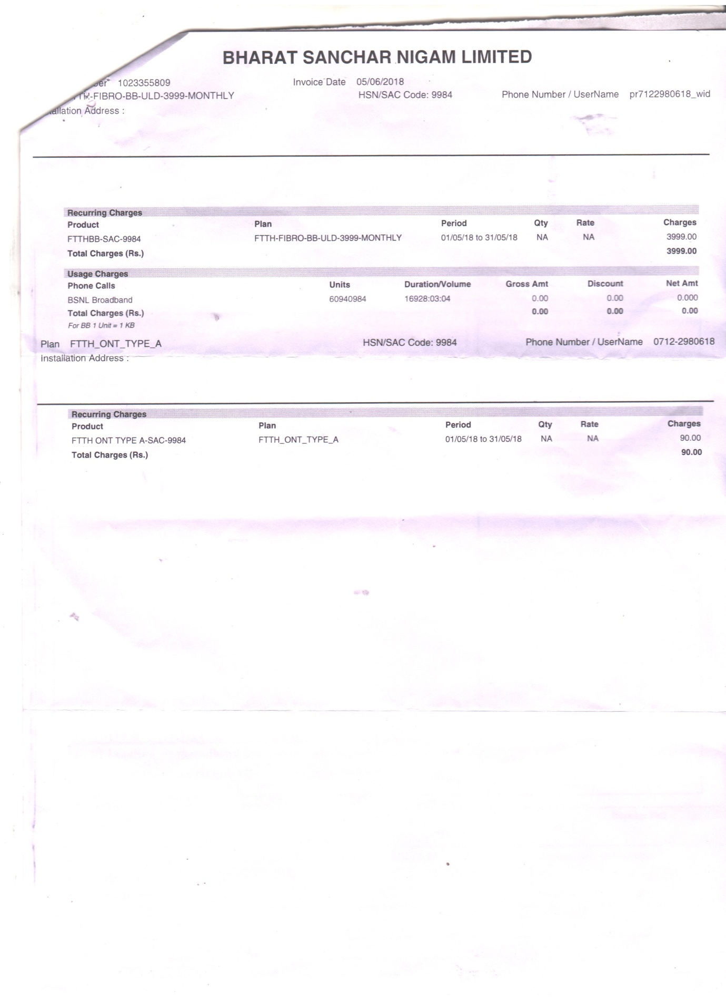 BHARAT SANCHAR NIGAM LIMITED
1023355809 Invoice Date 05/06/2018
-FIBRO-BB-ULD-3999-MONTHLY HSN/SAC Code: 9984 Phone Number / UserName pr7122980618_wid
Address :
Recurring Charges
Product Plan Period Qty Rate Charges
FTTHBB-SAC-9984 FTTH-FIBRO-BB-ULD-3999-MONTHLY 01/05/18 to 31/05/18 NA NA 3999.00
Total Charges (Rs.) 3999.00
Usage Charges
Phone Calls Units Duration/Volume Gross Amt Discount Net Amt
BSNL Broadband 60940984 16928:03:04 0.00 0.00 0.000
Total Charges (Rs.) 0.00 0.00 0.00
For BB 1 Unit = 1 KB
Plan FTTH_ONT_TYPE_A HSN/SAC Code: 9984 Phone Number / UserName 0712-2980618
Installation Address :
Recurring Charges
Product Plan Period Qty Rate Charges
FTTH ONT TYPE A-SAC-9984 FTTH_ONT_TYPE_A 01/05/18 to 31/05/18 NA NA 90.00
Total Charges (Rs.) 90.00